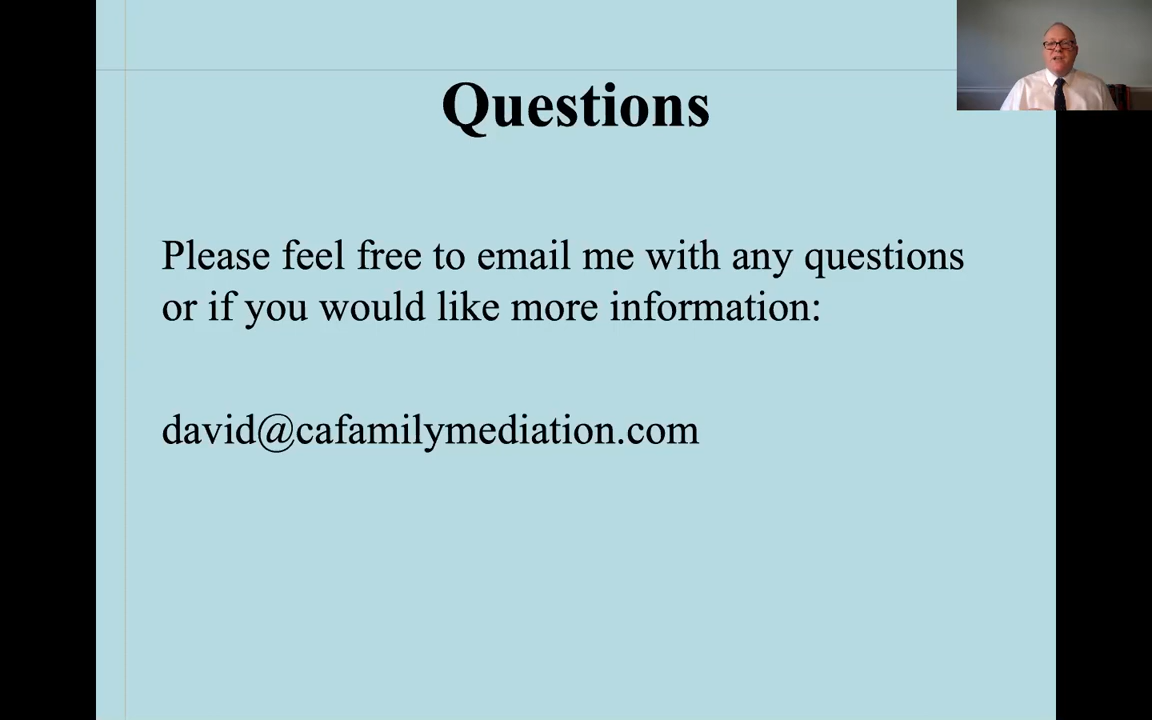 Questions
Please feel free to email me with any questions
or if you would like more information:
david@cafamilymediation.com